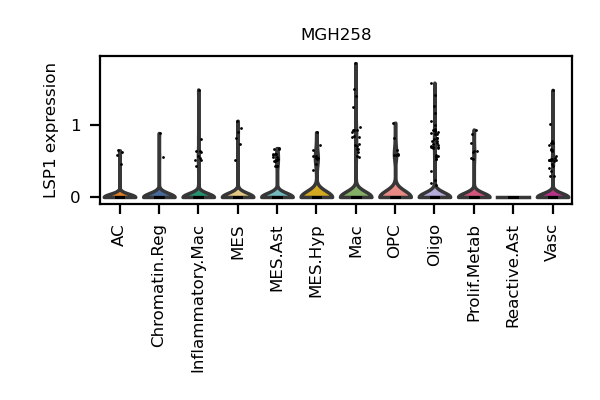 MGH258
LSP1 expression
1
0
AC
Chromatin.Reg
Inflammatory.Mac
MES
MES.Ast
MES.Hyp
Mac
OPC
Oligo
Prolif.Metab
Reactive.Ast
Vasc